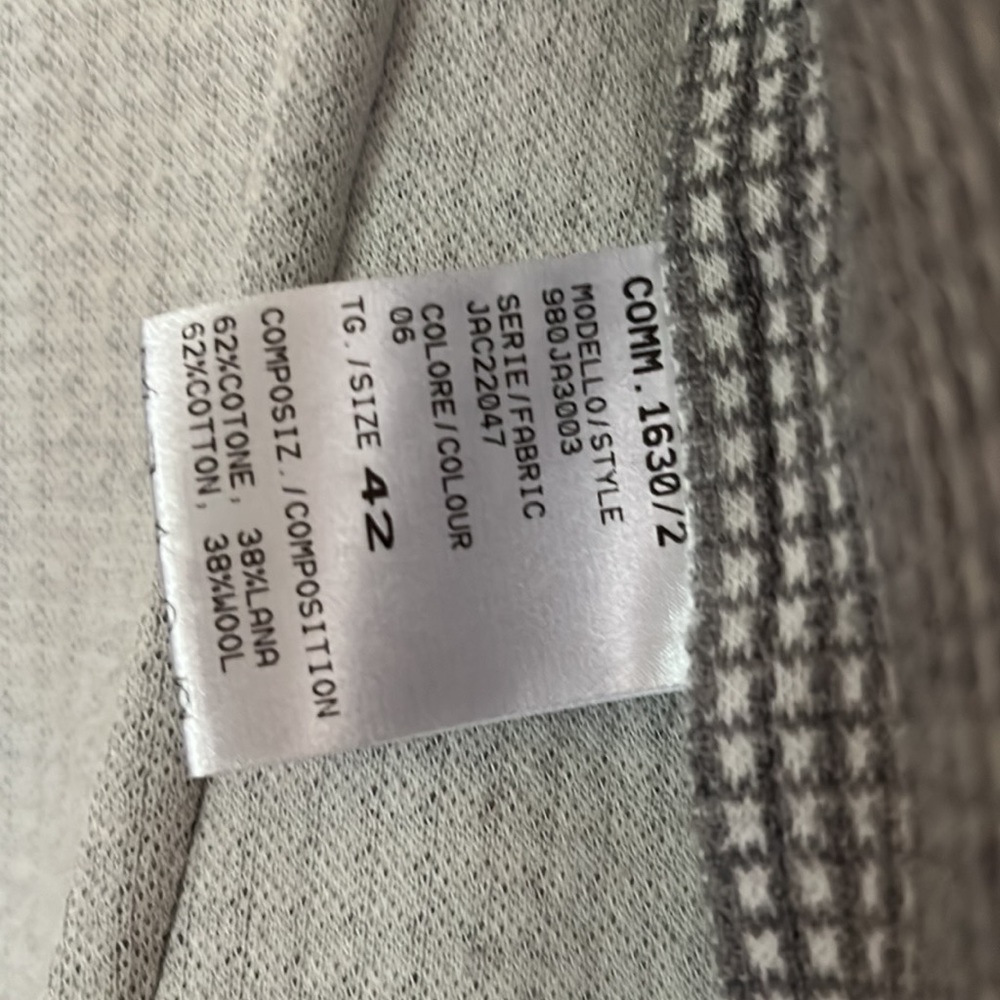 COMM.1630/2
MODELLO/STYLE
980JA3003
SERIE/FABRIC
JAC22047
COLORE/COLOUR
06
TG./SIZE 42
COMPOSIZ./COMPOSITION
62%COTONE, 38%LANA
62%COTTON, 38%WOOL